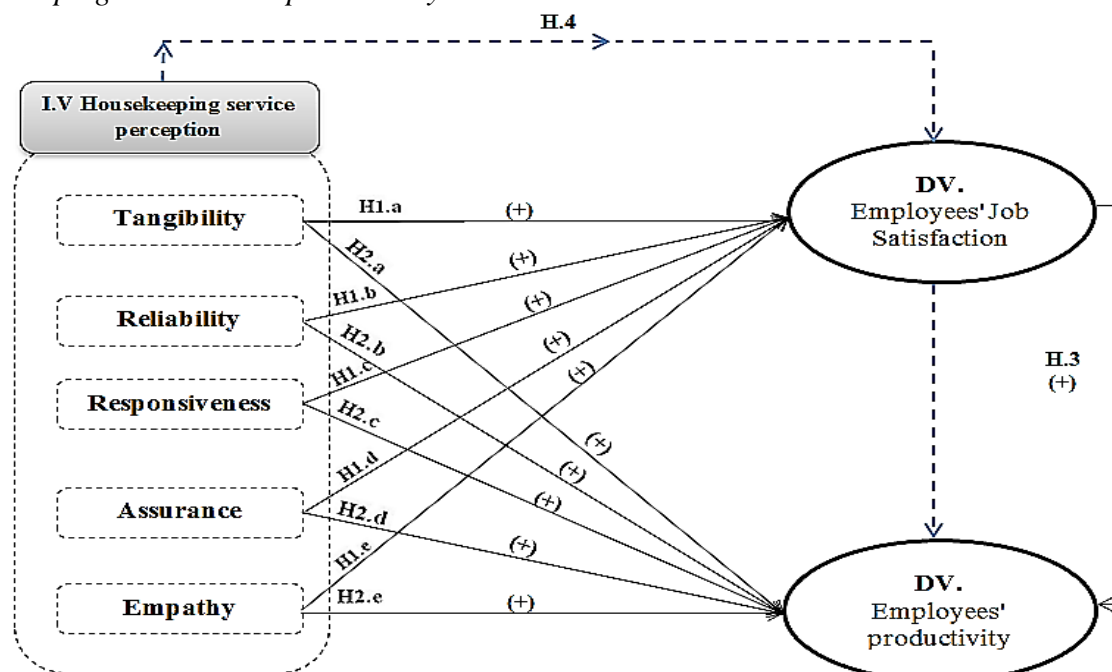 H.4
I.V Housekeeping service
perception
Tangibility
Reliability
Responsiveness
Assurance
Empathy
H1.a
(+)
H2.a
(+)
H1.b
(+)
H2.b
(+)
H1.c
(+)
H2.c
(+)
H1.d
(+)
H2.d
(+)
H1.e
(+)
H2.e
(+)
DV.
Employees' Job
Satisfaction
H.3
(+)
DV.
Employees'
productivity